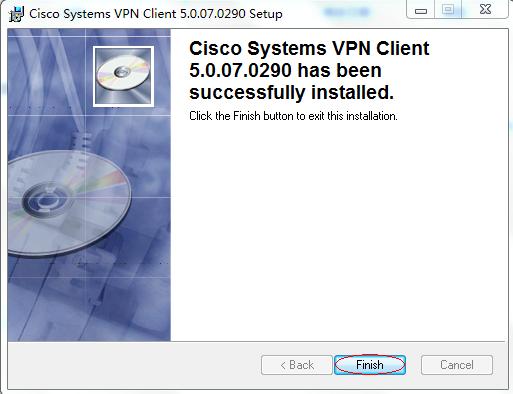 Cisco Systems VPN Client 5.0.07.0290 Setup
Cisco Systems VPN Client
5.0.07.0290 has been
successfully installed.
Click the Finish button to exit this installation.
< Back
Finish
Cancel